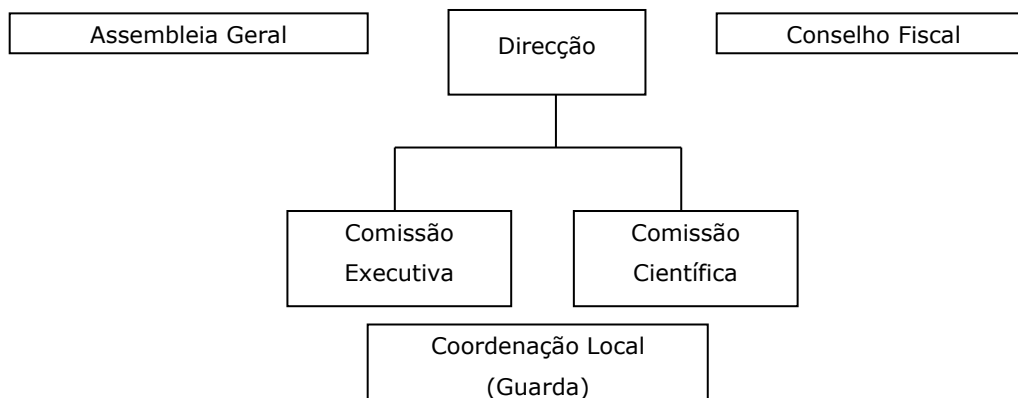 Assembleia Geral
Direcção
Conselho Fiscal
Comissão
Executiva
Comissão
Científica
Coordenação Local
(Guarda)